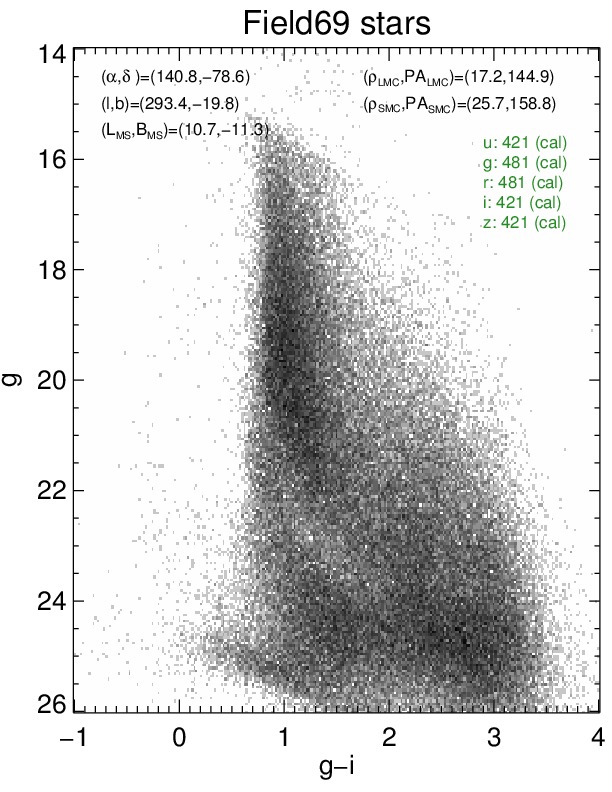 Field69 stars
(α,δ )=(140.8,−78.6)
(ρLMC,PALMC)=(17.2,144.9)
(l,b)=(293.4,−19.8)
(ρSMC,PASMC)=(25.7,158.8)
(LMS,BMS)=(10.7,−11.3)
u: 421 (cal)
g: 481 (cal)
r: 481 (cal)
i: 421 (cal)
z: 421 (cal)
14
16
18
20
22
24
26
g
−1 0 1 2 3 4
g−i